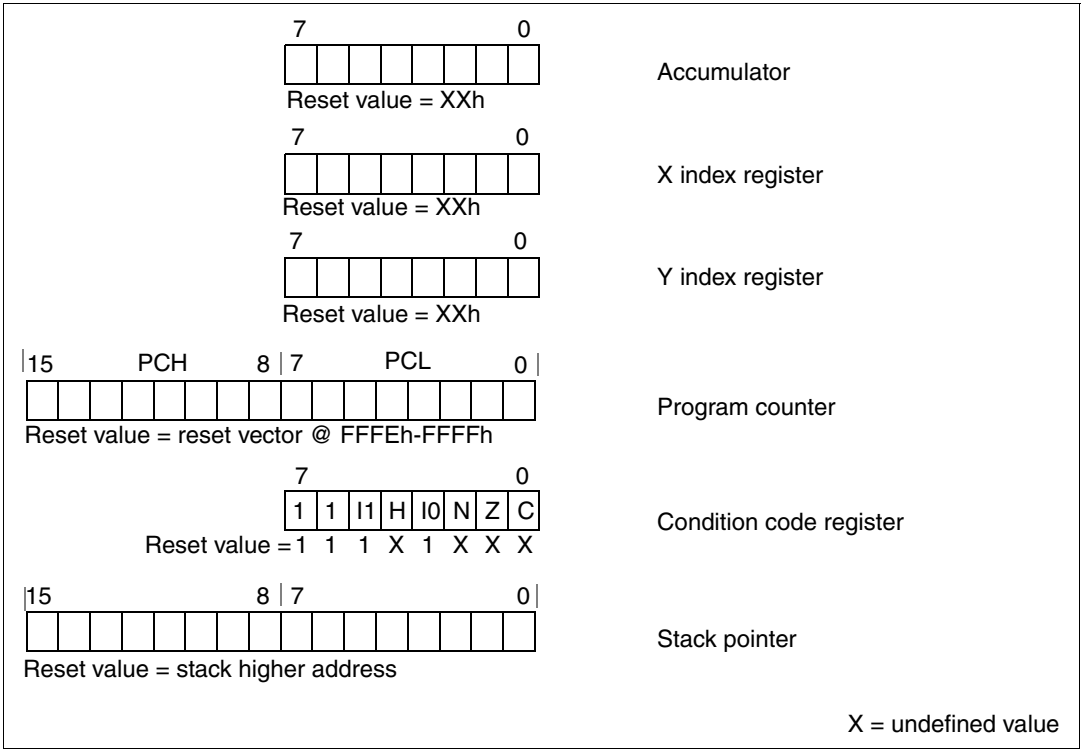 7 0
Accumulator
Reset value = XXh
7 0
X index register
Reset value = XXh
7 0
Y index register
Reset value = XXh
15 PCH 8 7 PCL 0
Program counter
Reset value = reset vector @ FFFEh-FFFFh
7 0
1 1 I1 H I0 N Z C
Condition code register
Reset value = 1 1 1 X 1 X X X
15 8 7 0
Stack pointer
Reset value = stack higher address
X = undefined value